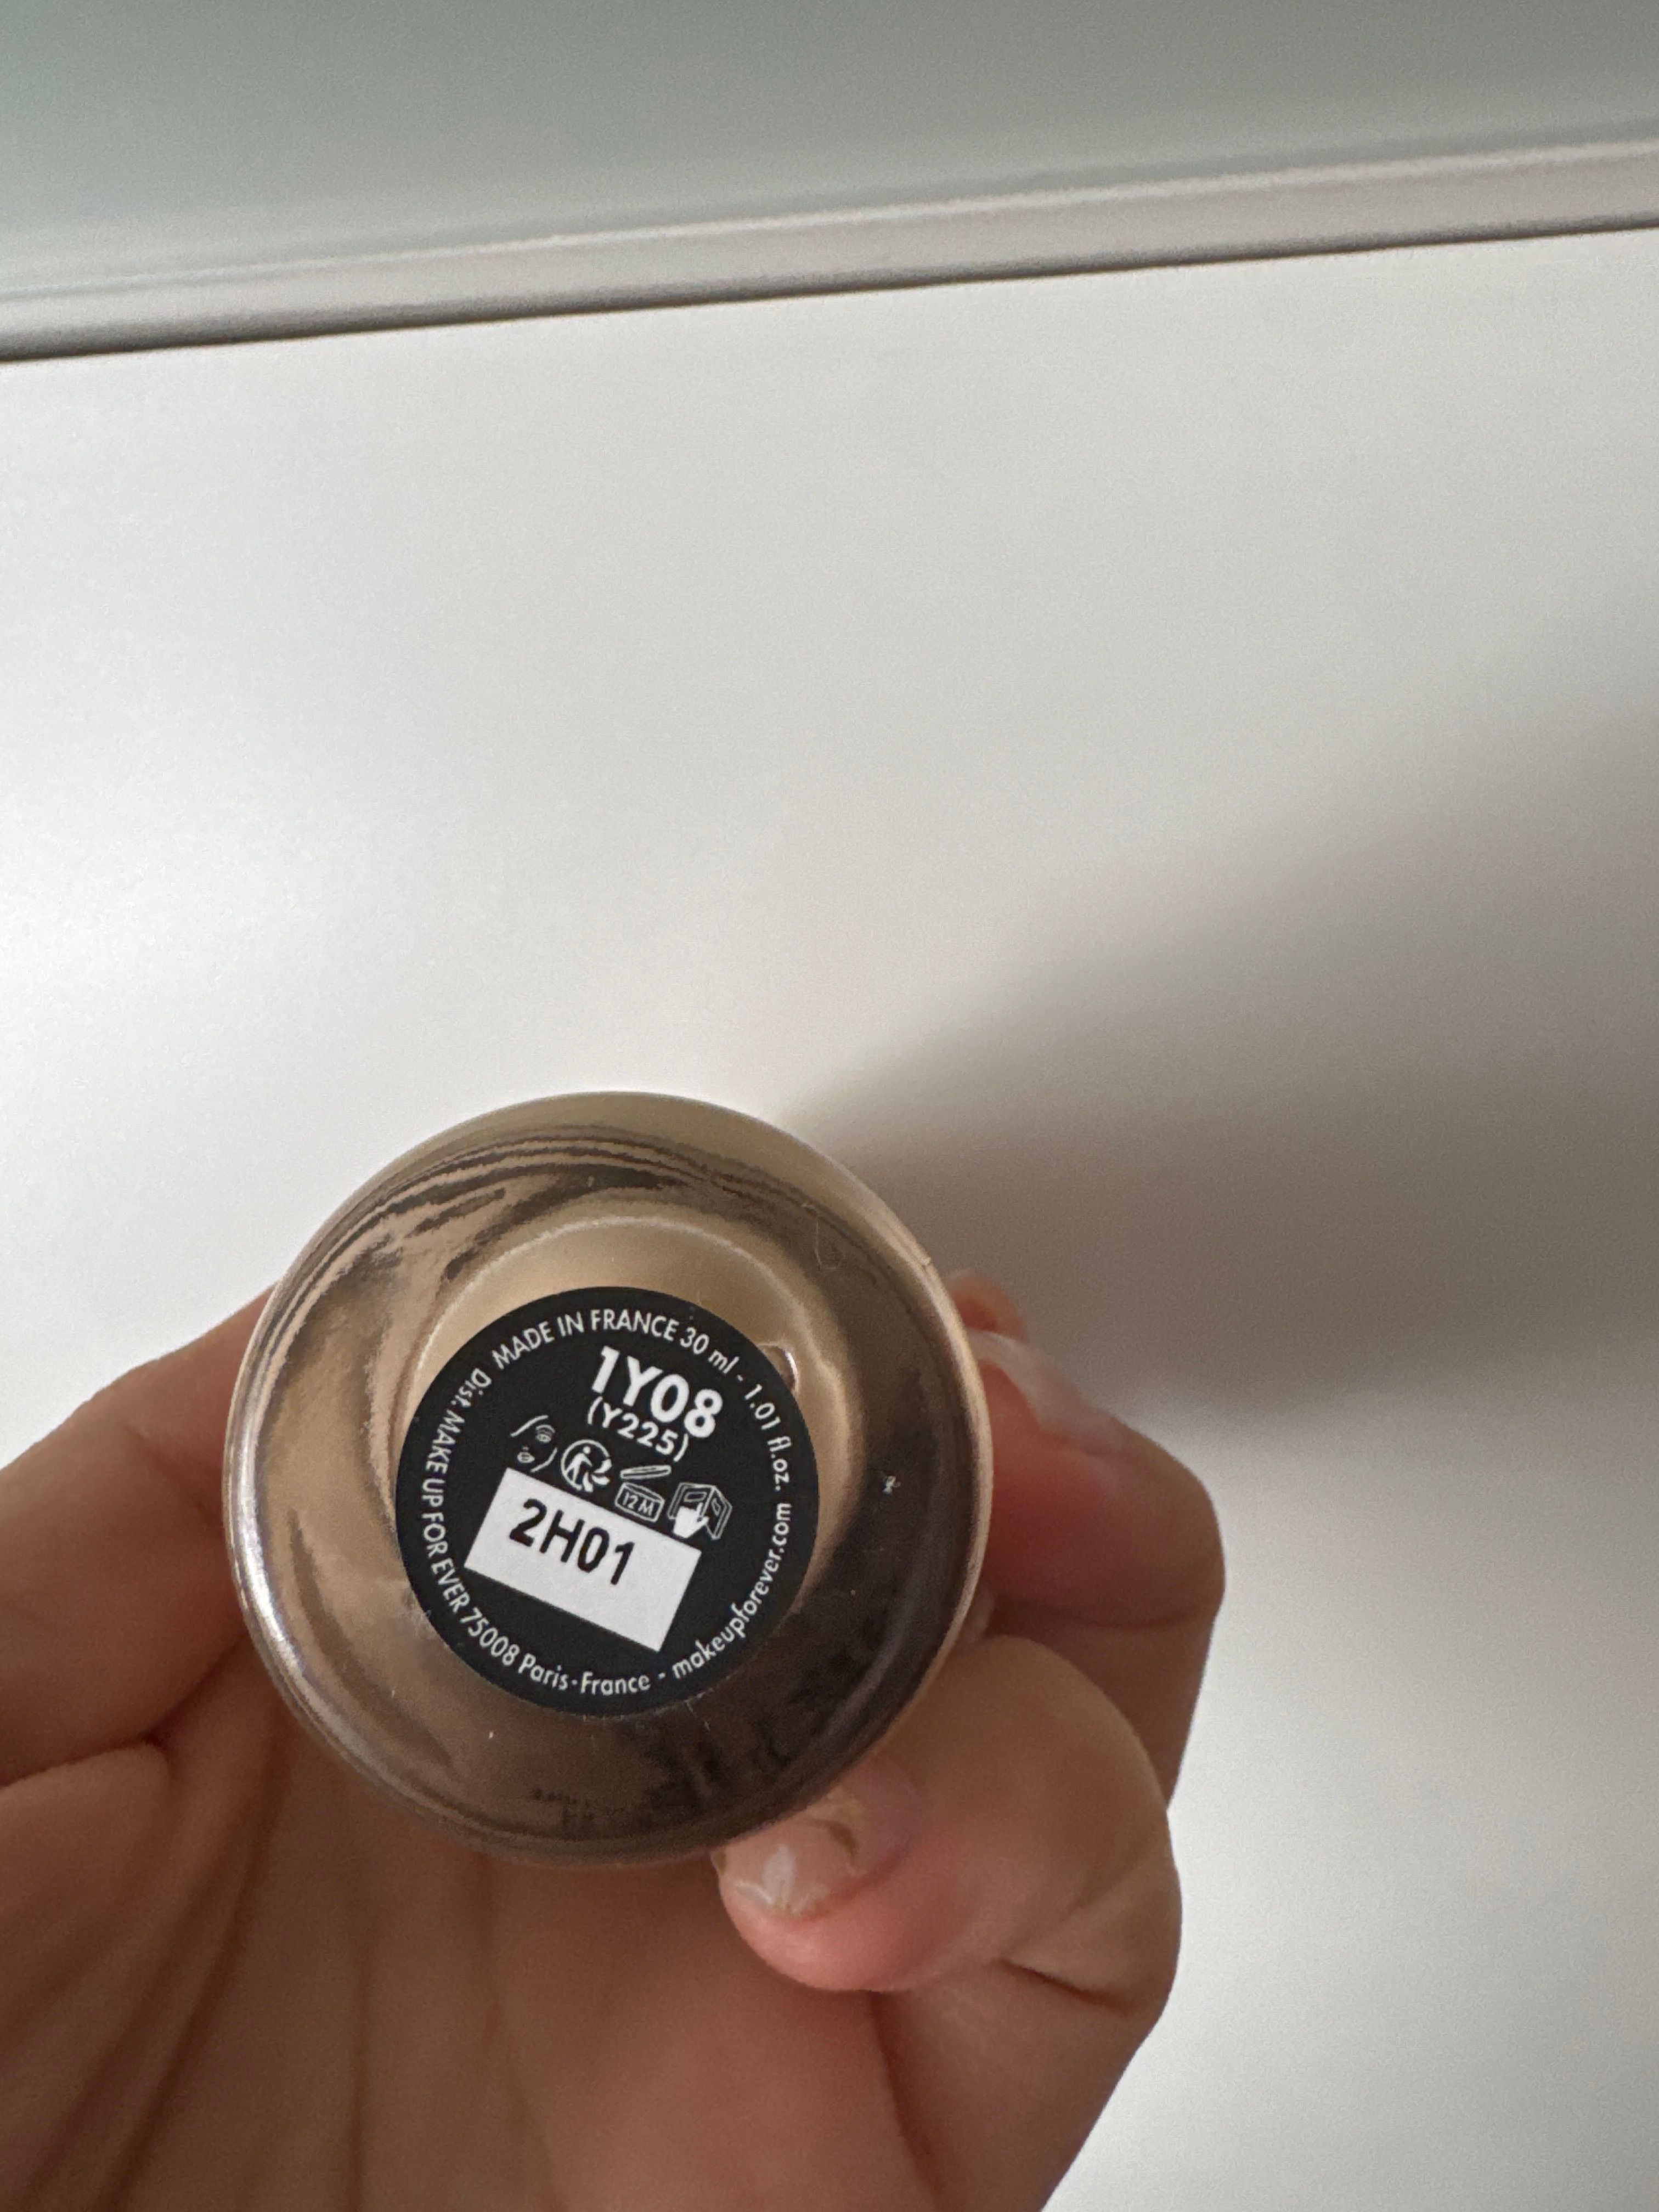 MADE IN FRANCE 30 ml - 1.01 fl.oz.
1Y08
(Y225)
12 M
2H01
Dist. MAKE UP FOR EVER 75008 Paris-France - makeupforever.com